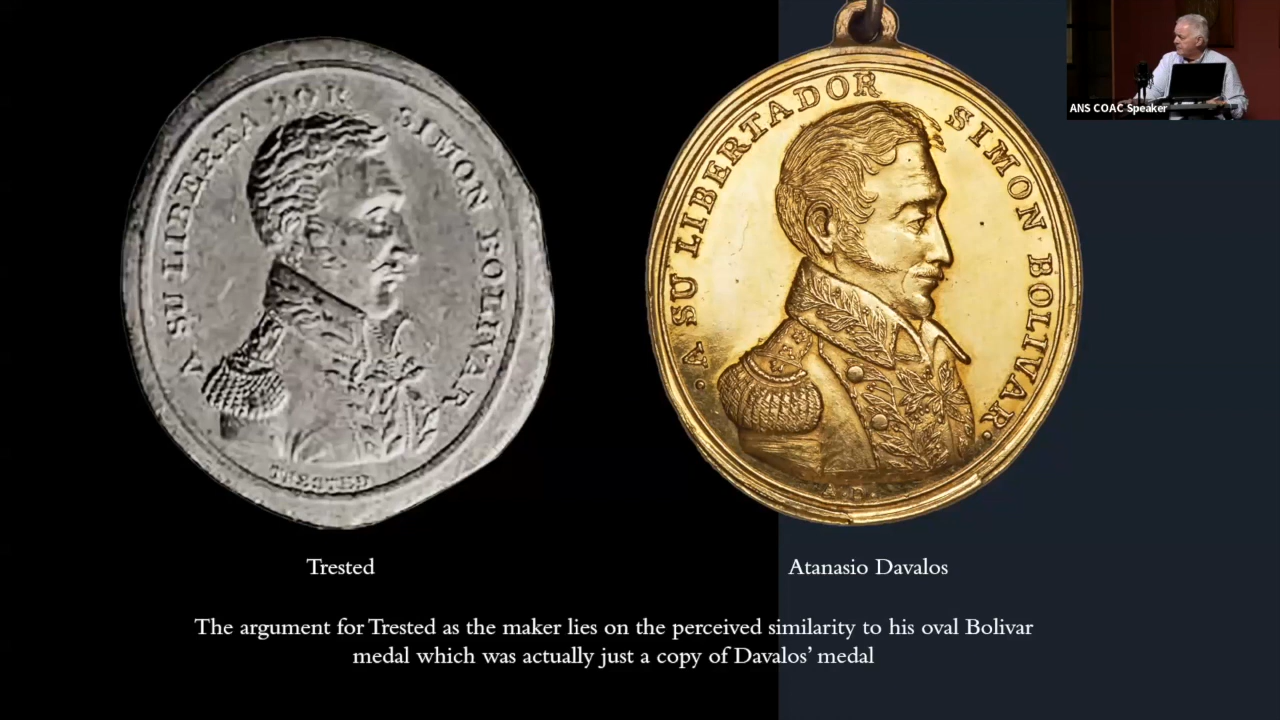 A SU LIBERTADOR SIMON BOLIVAR
TRESTED
· A SU LIBERTADOR SIMON BOLIVAR.
A. D.
ANS COAC Speaker
Trested
Atanasio Davalos
The argument for Trested as the maker lies on the perceived similarity to his oval Bolivar
medal which was actually just a copy of Davalos’ medal